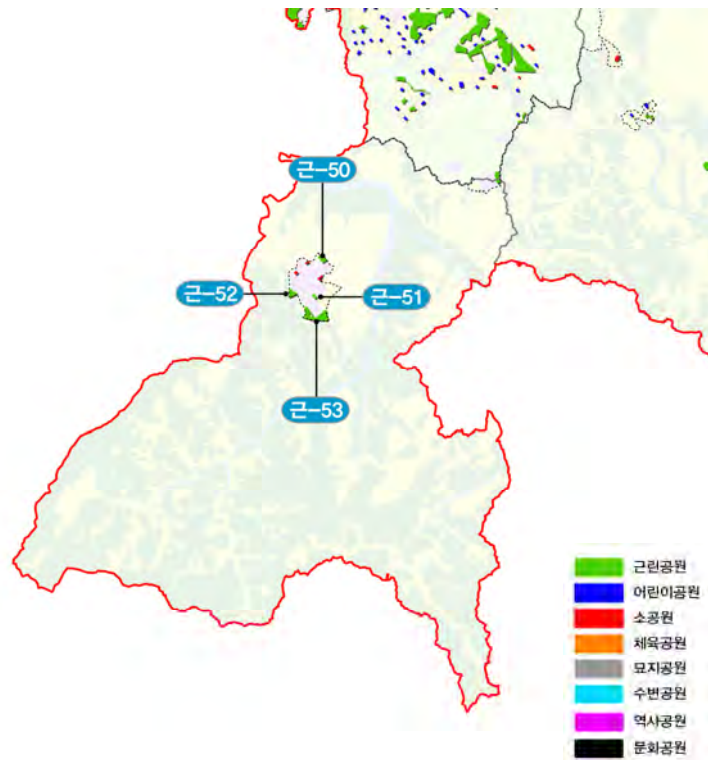 근-50
근-52
근-51
근-53
근린공원
어린이공원
소공원
체육공원
묘지공원
수변공원
역사공원
문화공원